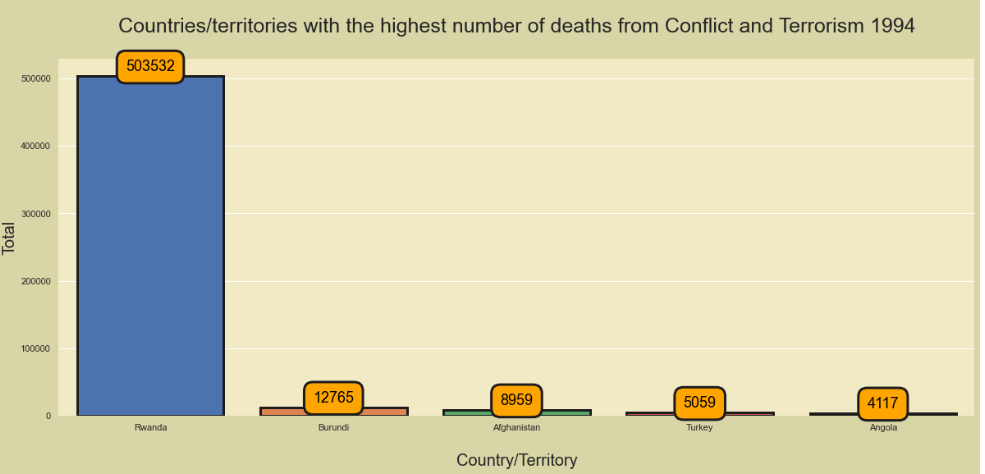 Countries/territories with the highest number of deaths from Conflict and Terrorism 1994
503532
500000
400000
300000
200000
100000
0
Total
12765
8959
5059
4117
Rwanda
Burundi
Afghanistan
Turkey
Angola
Country/Territory